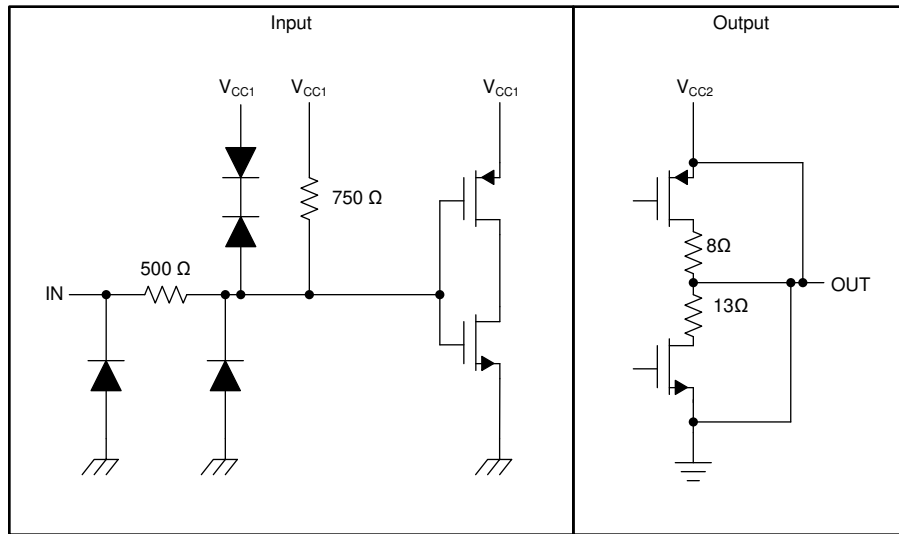 Input
Output
VCC1
VCC1
VCC1
VCC2
750 Ω
8Ω
500 Ω
IN
OUT
13Ω